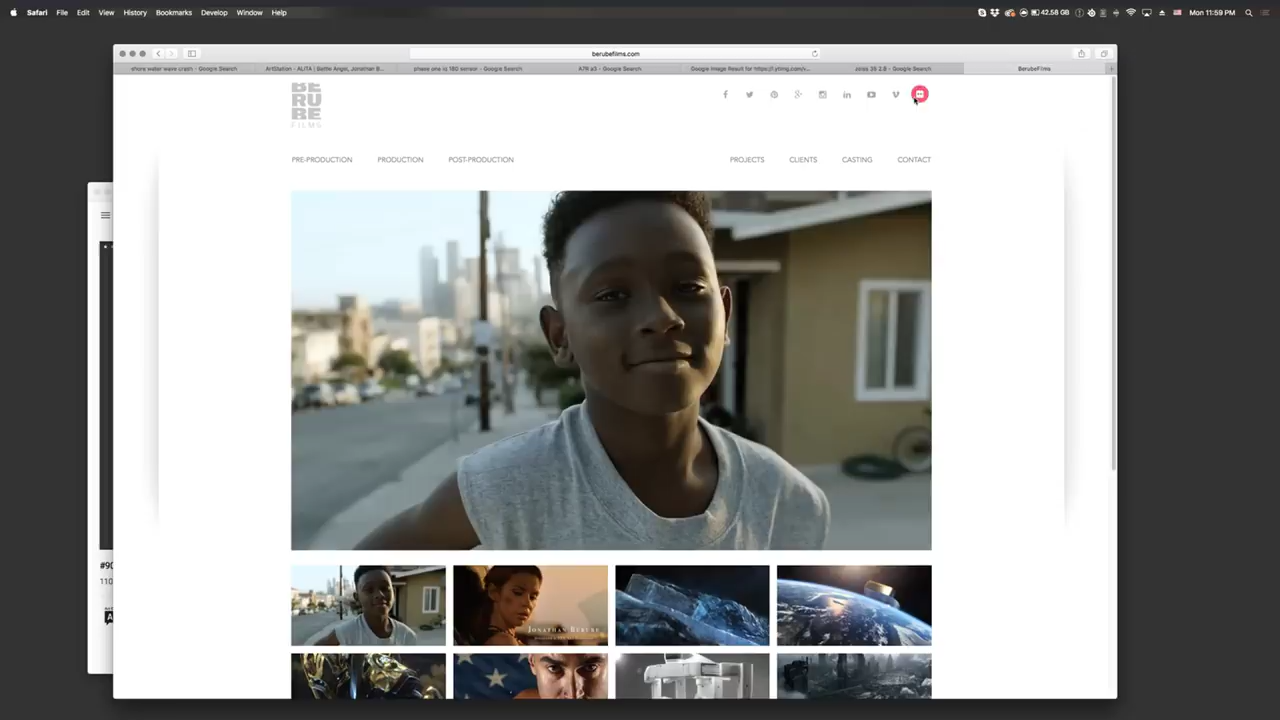 Safari File Edit View History Bookmarks Develop Window Help
42.58 GB
Mon 11:59 PM
berubefilms.com
shore water wave crash - Google Search
ArtStation - ALITA | Battle Angel, Jonathan B...
phase one iq 180 sensor - Google Search
A7R a3 - Google Search
Google Image Result for https://i.ytimg.com/v...
BerubeFilms
BE
RU
BE
FILMS
PRE-PRODUCTION PRODUCTION POST-PRODUCTION
PROJECTS CLIENTS CASTING CONTACT
JONATHAN BERUBE
#90
110